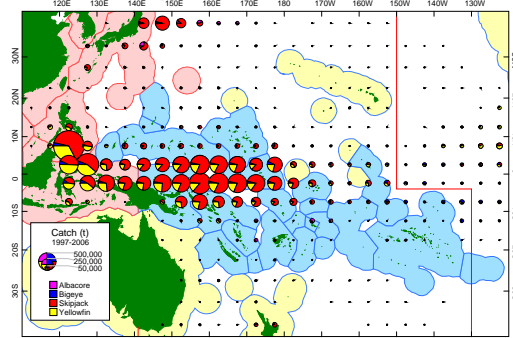 120E 130E 140E 150E 160E 170E 180 170W 160W 150W 140W 130W
30N
20N
10N
0
10S
20S
30S
Catch (t)
1997-2006
500,000
250,000
50,000
Albacore
Bigeye
Skipjack
Yellowfin